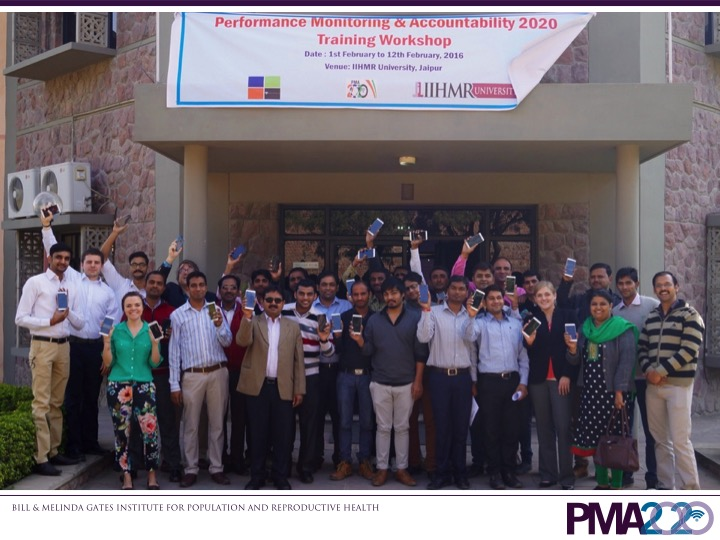 Performance Monitoring & Accountability 2020
Training Workshop
Date : 1st February to 12th February, 2016
Venue: IIHMR University, Jaipur
IIHMR UNIVERSITY
BILL & MELINDA GATES INSTITUTE FOR POPULATION AND REPRODUCTIVE HEALTH
PMA2020